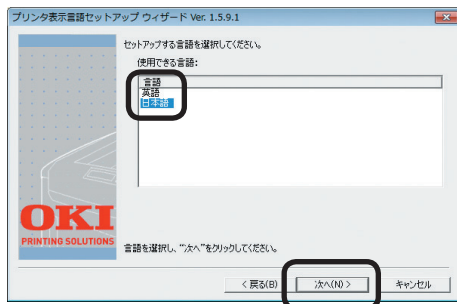 プリンタ表示言語セットアップ ウィザード Ver. 1.5.9.1
セットアップする言語を選択してください。
使用できる言語:
言語
英語
日本語
OKI
PRINTING SOLUTIONS
言語を選択し、"次へ"をクリックしてください。
< 戻る(B)
次へ(N) >
キャンセル